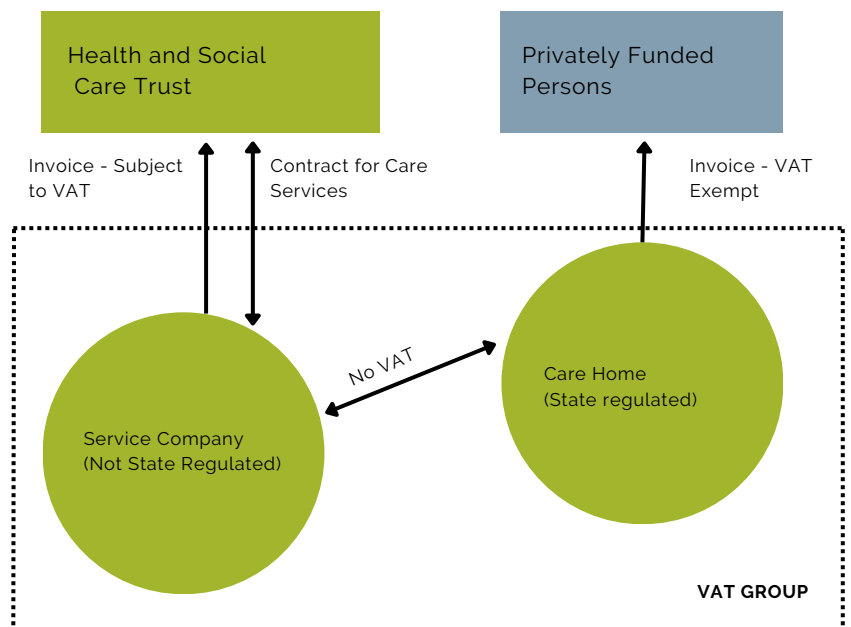 Health and Social
Care Trust
Privately Funded
Persons
Invoice - Subject
to VAT
Contract for Care
Services
Invoice - VAT
Exempt
No VAT
Care Home
(State regulated)
Service Company
(Not State Regulated)
VAT GROUP